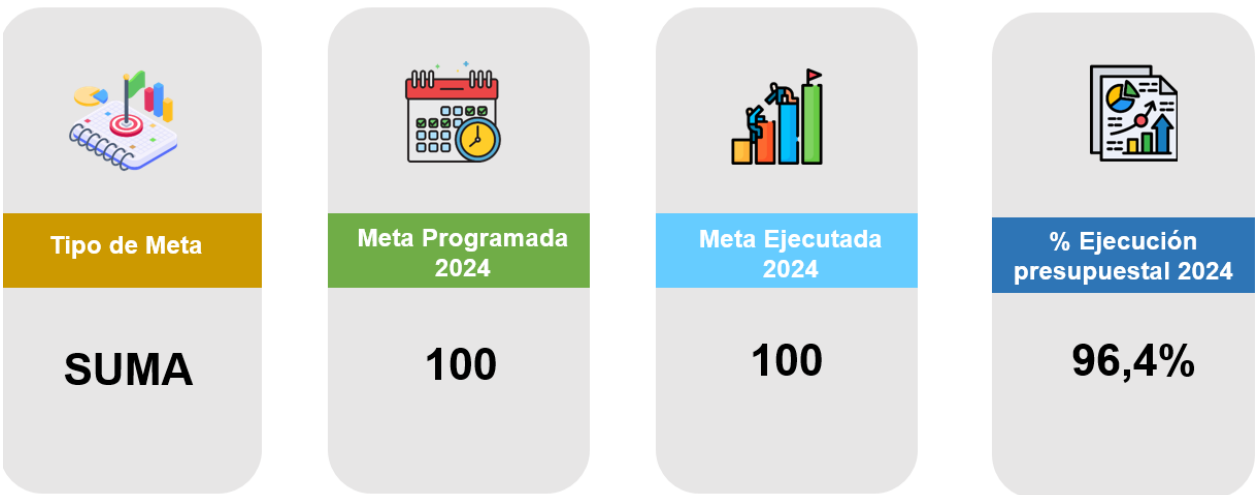 Tipo de Meta
SUMA
Meta Programada
2024
100
Meta Ejecutada
2024
100
% Ejecución
presupuestal 2024
96,4%